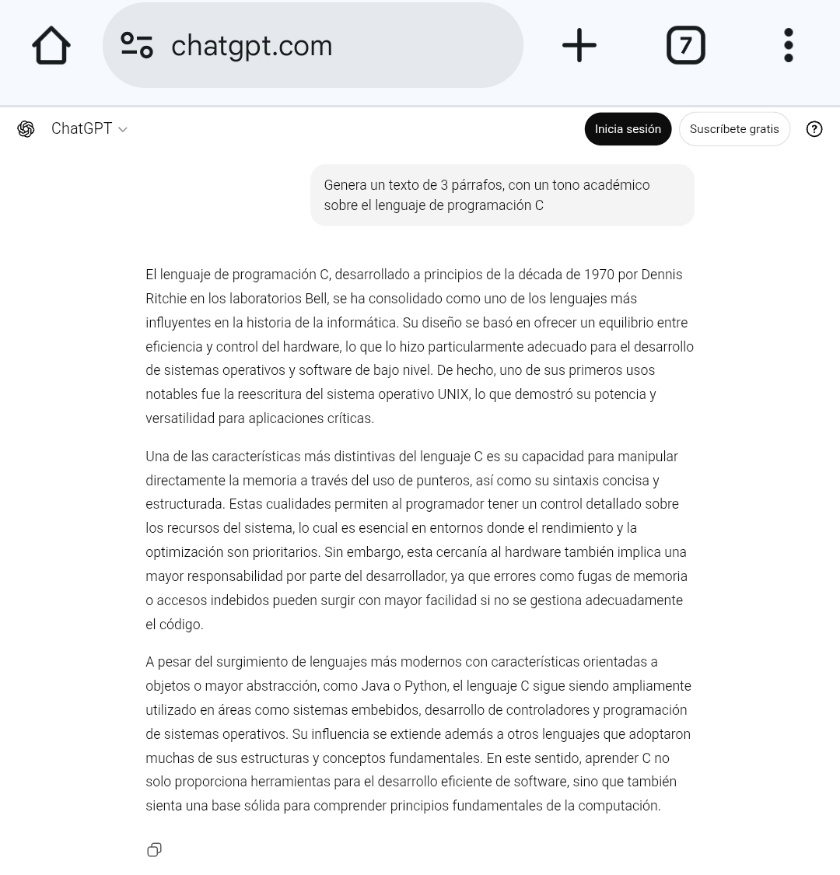 chatgpt.com
7
ChatGPT
Inicia sesión
Suscríbete gratis
?
Genera un texto de 3 párrafos, con un tono académico
sobre el lenguaje de programación C
El lenguaje de programación C, desarrollado a principios de la década de 1970 por Dennis
Ritchie en los laboratorios Bell, se ha consolidado como uno de los lenguajes más
influyentes en la historia de la informática. Su diseño se basó en ofrecer un equilibrio entre
eficiencia y control del hardware, lo que lo hizo particularmente adecuado para el desarrollo
de sistemas operativos y software de bajo nivel. De hecho, uno de sus primeros usos
notables fue la reescritura del sistema operativo UNIX, lo que demostró su potencia y
versatilidad para aplicaciones críticas.
Una de las características más distintivas del lenguaje C es su capacidad para manipular
directamente la memoria a través del uso de punteros, así como su sintaxis concisa y
estructurada. Estas cualidades permiten al programador tener un control detallado sobre
los recursos del sistema, lo cual es esencial en entornos donde el rendimiento y la
optimización son prioritarios. Sin embargo, esta cercanía al hardware también implica una
mayor responsabilidad por parte del desarrollador, ya que errores como fugas de memoria
o accesos indebidos pueden surgir con mayor facilidad si no se gestiona adecuadamente
el código.
A pesar del surgimiento de lenguajes más modernos con características orientadas a
objetos o mayor abstracción, como Java o Python, el lenguaje C sigue siendo ampliamente
utilizado en áreas como sistemas embebidos, desarrollo de controladores y programación
de sistemas operativos. Su influencia se extiende además a otros lenguajes que adoptaron
muchas de sus estructuras y conceptos fundamentales. En este sentido, aprender C no
solo proporciona herramientas para el desarrollo eficiente de software, sino que también
sienta una base sólida para comprender principios fundamentales de la computación.